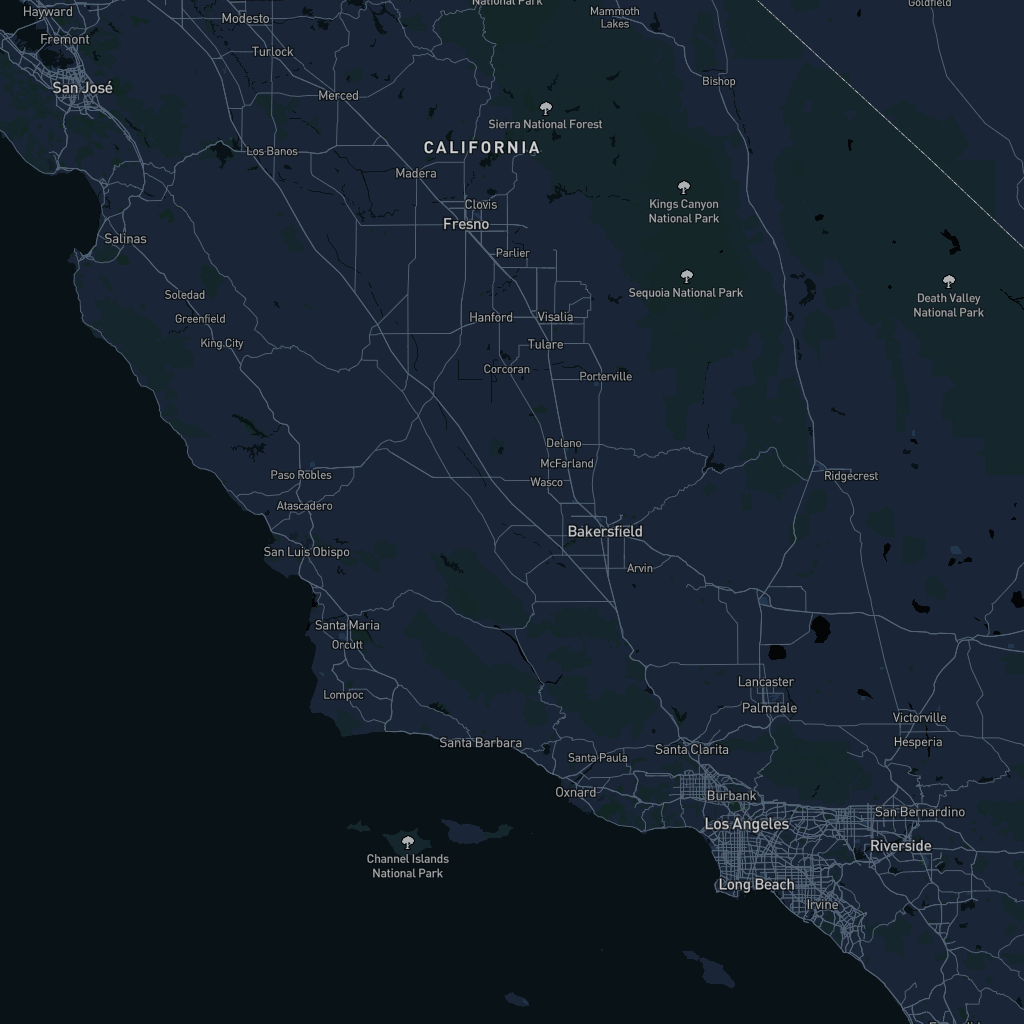 National Park
Goldfield
Hayward
Modesto
Mammoth
Lakes
Fremont
Turlock
San José
Merced
Bishop
Sierra National Forest
CALIFORNIA
Los Banos
Madera
Clovis
Kings Canyon
National Park
Fresno
Salinas
Parlier
Sequoia National Park
Soledad
Death Valley
National Park
Greenfield
Hanford
Visalia
King City
Tulare
Corcoran
Porterville
Delano
McFarland
Paso Robles
Wasco
Ridgecrest
Atascadero
Bakersfield
San Luis Obispo
Arvin
Santa Maria
Orcutt
Lancaster
Lompoc
Palmdale
Victorville
Santa Barbara
Hesperia
Santa Clarita
Santa Paula
Oxnard
Burbank
San Bernardino
Los Angeles
Riverside
Channel Islands
National Park
Long Beach
Irvine